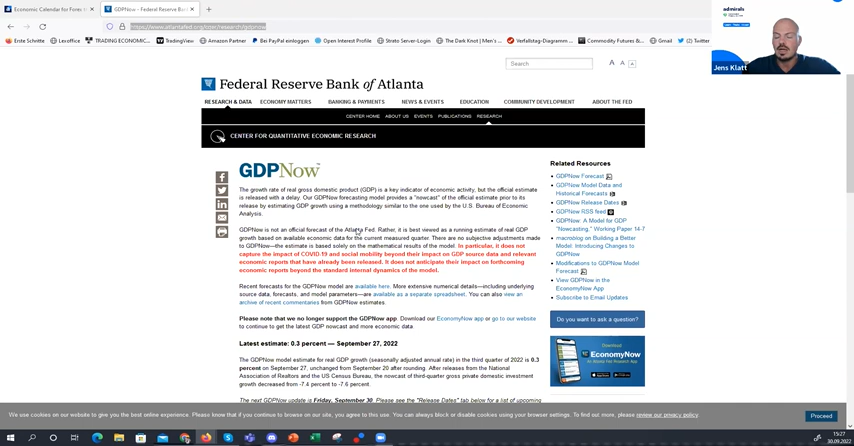 Economic Calendar for Forex
GDPNow – Federal Reserve Bank
https://www.atlantafed.org/cqer/research/gdpnow
Erste Schritte
Lexoffice
TRADING ECONOMIC...
TradingView
Amazon Partner
Bei PayPal einloggen
Open Interest Profile
Strato Server-Login
The Dark Knot | Men's ...
Verfallstag-Diagramm ...
Commodity Futures &...
Gmail
(2) Twitter
admirals
Jens Klatt
Search
A A A
Federal Reserve Bank of Atlanta
RESEARCH & DATA ECONOMY MATTERS BANKING & PAYMENTS NEWS & EVENTS EDUCATION COMMUNITY DEVELOPMENT ABOUT THE FED
CENTER HOME ABOUT US EVENTS PUBLICATIONS RESEARCH
CENTER FOR QUANTITATIVE ECONOMIC RESEARCH
GDPNow™
The growth rate of real gross domestic product (GDP) is a key indicator of economic activity, but the official estimate
is released with a delay. Our GDPNow forecasting model provides a "nowcast" of the official estimate prior to its
release by estimating GDP growth using a methodology similar to the one used by the U.S. Bureau of Economic
Analysis.
GDPNow is not an official forecast of the Atlanta Fed. Rather, it is best viewed as a running estimate of real GDP
growth based on available economic data for the current measured quarter. There are no subjective adjustments made
to GDPNow—the estimate is based solely on the mathematical results of the model. In particular, it does not
capture the impact of COVID-19 and social mobility beyond their impact on GDP source data and relevant
economic reports that have already been released. It does not anticipate their impact on forthcoming
economic reports beyond the standard internal dynamics of the model.
Recent forecasts for the GDPNow model are available here. More extensive numerical details—including underlying
source data, forecasts, and model parameters—are available as a separate spreadsheet. You can also view an
archive of recent commentaries from GDPNow estimates.
Please note that we no longer support the GDPNow app. Download our EconomyNow app or go to our website
to continue to get the latest GDP nowcast and more economic data.
Latest estimate: 0.3 percent — September 27, 2022
The GDPNow model estimate for real GDP growth (seasonally adjusted annual rate) in the third quarter of 2022 is 0.3
percent on September 27, unchanged from September 20 after rounding. After releases from the National
Association of Realtors and the US Census Bureau, the nowcast of third-quarter gross private domestic investment
growth decreased from -7.4 percent to -7.6 percent.
The next GDPNow update is Friday, September 30. Please see the "Release Dates" tab below for a list of upcoming
Related Resources
GDPNow Forecast
GDPNow Model Data and
Historical Forecasts
GDPNow Release Dates
GDPNow RSS feed
GDPNow: A Model for GDP
"Nowcasting," Working Paper 14-7
macroblog on Building a Better
Model: Introducing Changes to
GDPNow
Modifications to GDPNow Model
Forecast
View GDPNow in the
EconomyNow App
Subscribe to Email Updates
Do you want to ask a question?
Download
EconomyNow
We use cookies on our website to give you the best online experience. Please know that if you continue to browse on our site, you agree to this use. You can always block or disable cookies using your browser settings. To find out more, please review our privacy policy.
Proceed
15:27
30.09.2022